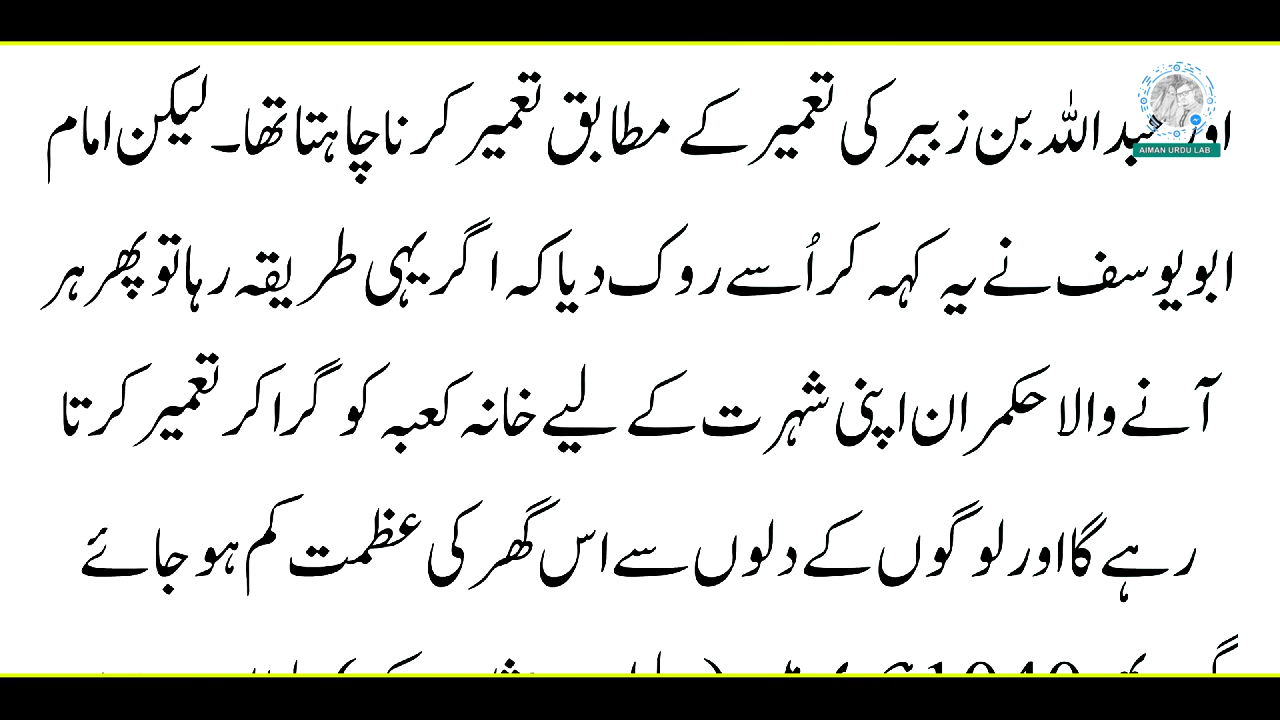 AIMAN URDU LAB
اور عبداللہ بن زبیر کی تعمیر کے مطابق تعمیر کرنا چاہتا تھا۔ لیکن امام
ابو یوسف نے یہ کہہ کر اُسے روک دیا کہ اگر یہی طریقہ رہا تو پھر ہر
آنے والا حکمران اپنی شہرت کے لیے خانہ کعبہ کو گرا کر تعمیر کرتا
رہے گا اور لوگوں کے دلوں سے اس گھر کی عظمت کم ہو جائے